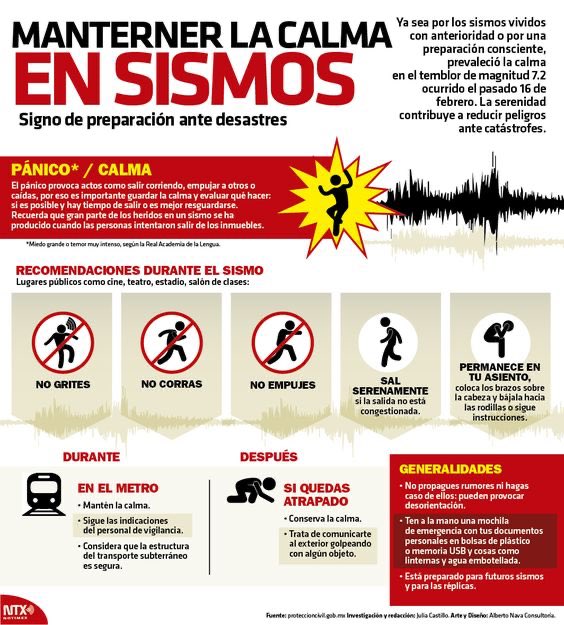 MANTERNER LA CALMA
EN SISMOS
Signo de preparación ante desastres
Ya sea por los sismos vividos
con anterioridad o por una
preparación consciente,
prevaleció la calma
en el temblor de magnitud 7.2
ocurrido el pasado 16 de
febrero. La serenidad
contribuye a reducir peligros
ante catástrofes.
PÁNICO* / CALMA
El pánico provoca actos como salir corriendo, empujar a otros o
caídas, por eso es importante guardar la calma y evaluar qué hacer:
si es posible y hay tiempo de salir o es mejor resguardarse.
Recuerda que gran parte de los heridos en un sismo se ha
producido cuando las personas intentaron salir de los inmuebles.
*Miedo grande o temor muy intenso, según la Real Academia de la Lengua.
RECOMENDACIONES DURANTE EL SISMO
Lugares públicos como cine, teatro, estadio, salón de clases:
NO GRITES
NO CORRAS
NO EMPUJES
SAL
SERENAMENTE
si la salida no está
congestionada.
PERMANECE EN
TU ASIENTO,
coloca los brazos sobre
la cabeza y bájala hacia
las rodillas o sigue
instrucciones.
DURANTE
EN EL METRO
• Mantén la calma.
• Sigue las indicaciones
del personal de vigilancia.
• Considera que la estructura
del transporte subterráneo
es segura.
DESPUÉS
SI QUEDAS
ATRAPADO
• Conserva la calma.
• Trata de comunicarte
al exterior golpeando
con algún objeto.
GENERALIDADES
• No propagues rumores ni hagas
caso de ellos: pueden provocar
desorientación.
• Ten a la mano una mochila
de emergencia con tus documentos
personales en bolsas de plástico
o memoria USB y cosas como
linternas y agua embotellada.
• Está preparado para futuros sismos
y para las réplicas.
NTX
NOTIMEX
Fuente: proteccioncivil.gob.mx Investigación y redacción: Julia Castillo. Arte y Diseño: Alberto Nava Consultoría.